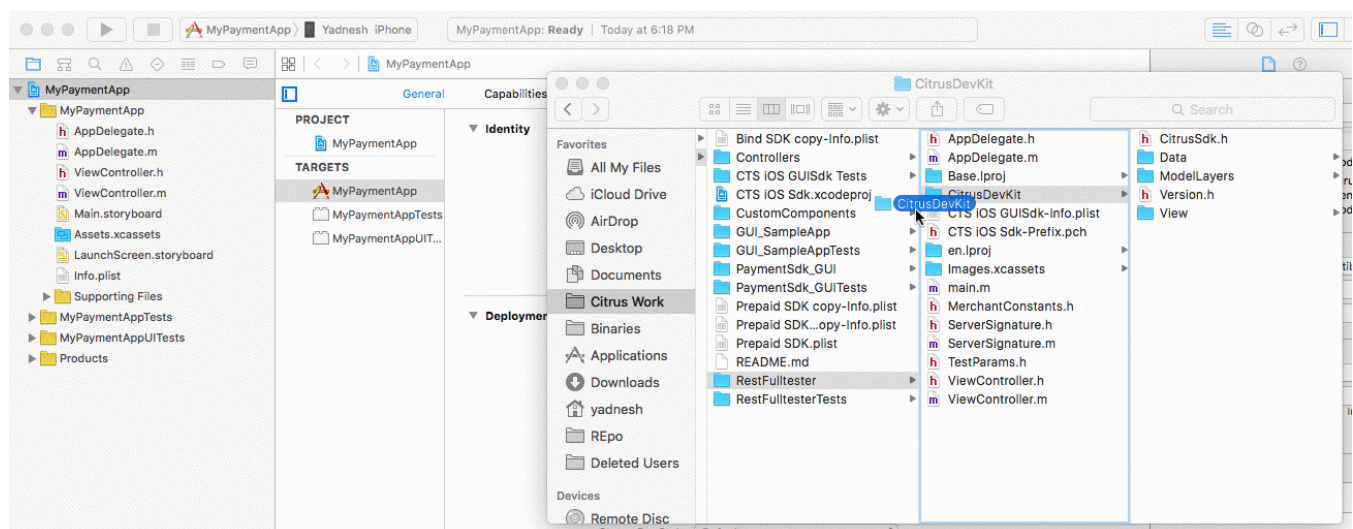 MyPaymentApp Yadnesh iPhone
MyPaymentApp: Ready | Today at 6:18 PM
MyPaymentApp
MyPaymentApp
AppDelegate.h
AppDelegate.m
ViewController.h
ViewController.m
Main.storyboard
Assets.xcassets
LaunchScreen.storyboard
Info.plist
Supporting Files
MyPaymentAppTests
MyPaymentAppUITests
Products
MyPaymentApp
General Capabilities
PROJECT
MyPaymentApp
TARGETS
MyPaymentApp
MyPaymentAppTests
MyPaymentAppUIT...
Identity
Deploymen
CitrusDevKit
Search
Favorites
All My Files
iCloud Drive
AirDrop
Desktop
Documents
Citrus Work
Binaries
Applications
Downloads
yadnesh
REpo
Deleted Users
Devices
Remote Disc
Bind SDK copy-Info.plist
Controllers
CTS iOS GUISdk Tests
CTS iOS Sdk.xcodeproj
CustomComponents
GUI_SampleApp
GUI_SampleAppTests
PaymentSdk_GUI
PaymentSdk_GUITests
Prepaid SDK copy-Info.plist
Prepaid SDK...opy-Info.plist
Prepaid SDK.plist
README.md
RestFulltester
RestFulltesterTests
CitrusDevKit
AppDelegate.h
AppDelegate.m
Base.lproj
CitrusDevKit
CTS iOS GUISdk-Info.plist
CTS iOS Sdk-Prefix.pch
en.lproj
Images.xcassets
main.m
MerchantConstants.h
ServerSignature.h
ServerSignature.m
TestParams.h
ViewController.h
ViewController.m
CitrusSdk.h
Data
ModelLayers
Version.h
View